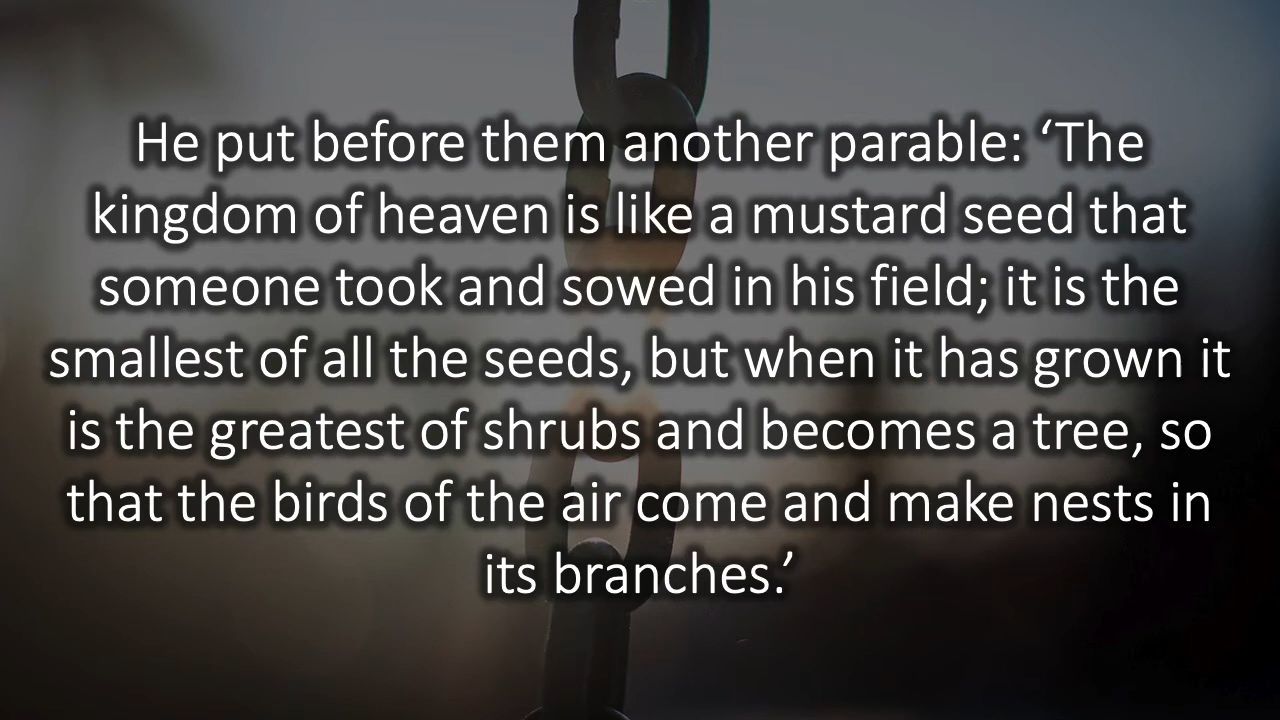 He put before them another parable: ‘The
kingdom of heaven is like a mustard seed that
someone took and sowed in his field; it is the
smallest of all the seeds, but when it has grown it
is the greatest of shrubs and becomes a tree, so
that the birds of the air come and make nests in
its branches.’